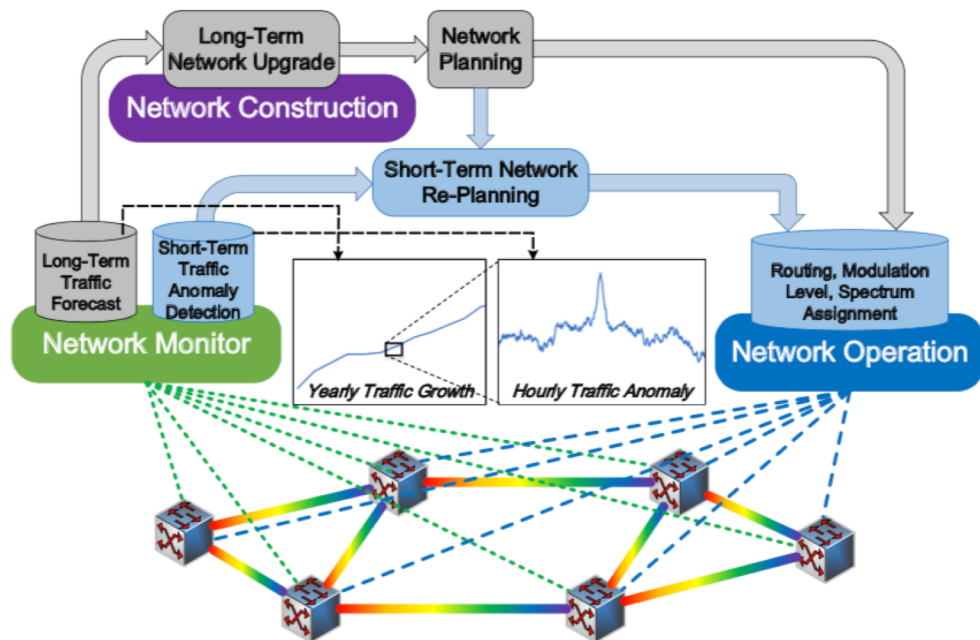 Long-Term
Network Upgrade
Network
Planning
Network Construction
Short-Term Network
Re-Planning
Long-Term
Traffic
Forecast
Short-Term
Traffic
Anomaly
Detection
Routing, Modulation
Level, Spectrum
Assignment
Network Monitor
Yearly Traffic Growth
Hourly Traffic Anomaly
Network Operation